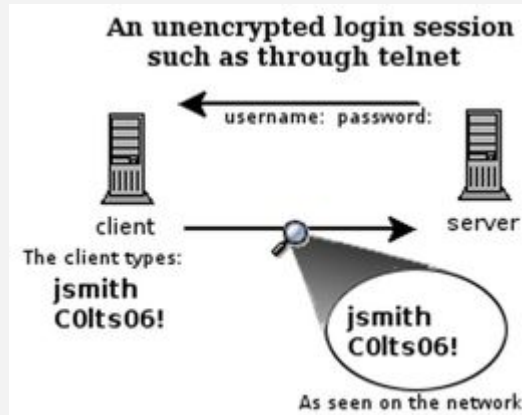 An unencrypted login session
such as through telnet
username: password:
client
server
The client types:
jsmith
C0lts06!
jsmith
C0lts06!
As seen on the network